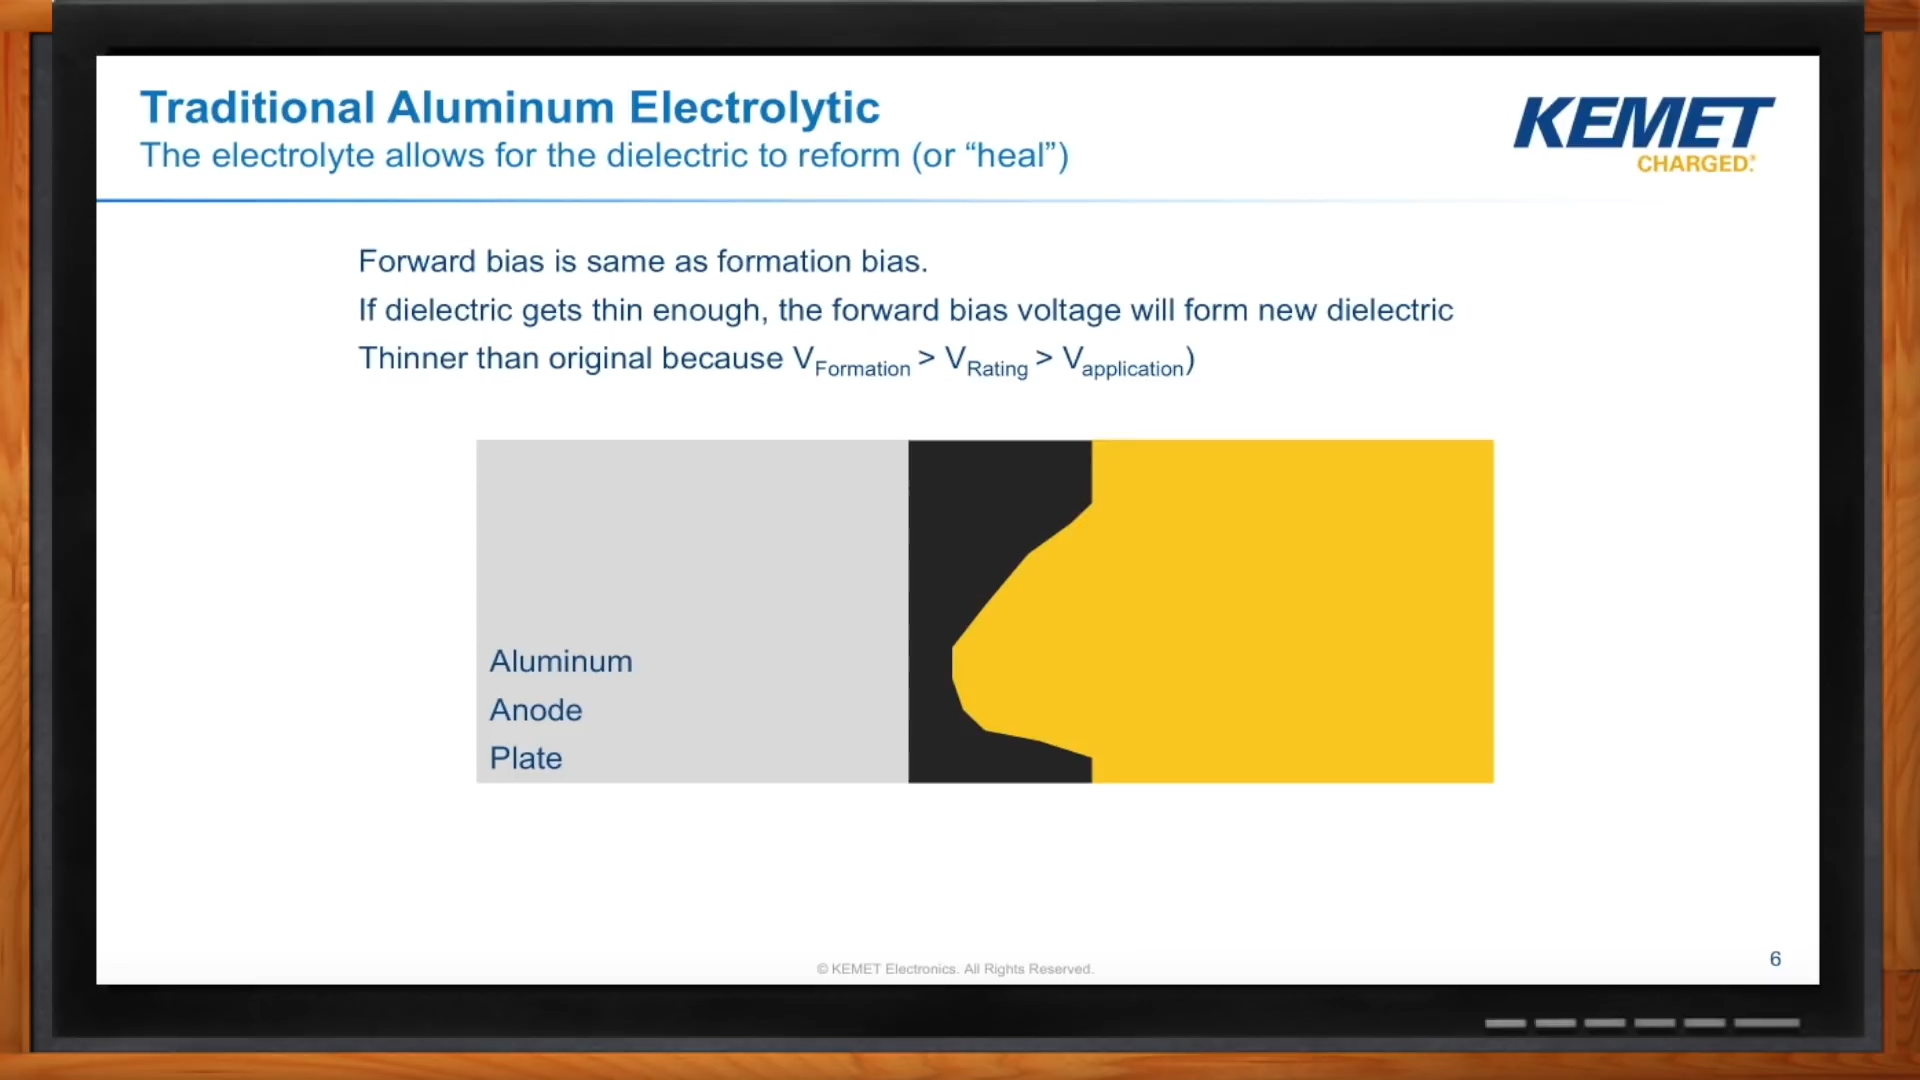 Traditional Aluminum Electrolytic
The electrolyte allows for the dielectric to reform (or “heal”)
KEMET
CHARGED.®
Forward bias is same as formation bias.
If dielectric gets thin enough, the forward bias voltage will form new dielectric
Thinner than original because VFormation > VRating > Vapplication)
Aluminum
Anode
Plate
© KEMET Electronics. All Rights Reserved.
6